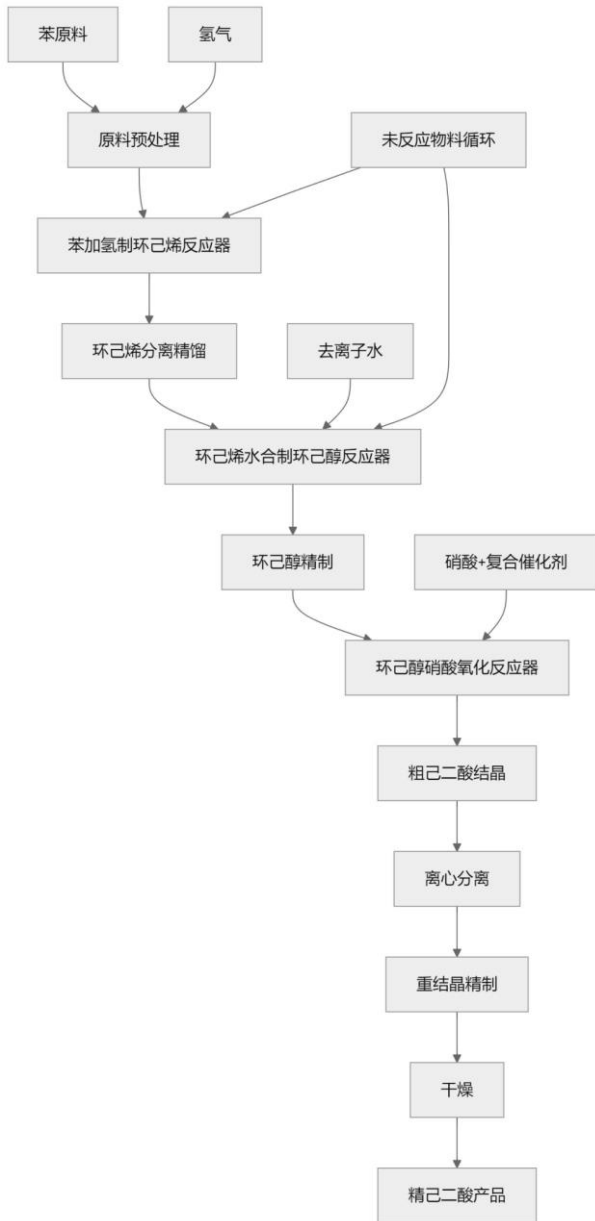 苯原料
氢气
原料预处理
未反应物料循环
苯加氢制环己烯反应器
环己烯分离精馏
去离子水
环己烯水合制环己醇反应器
环己醇精制
硝酸+复合催化剂
环己醇硝酸氧化反应器
粗己二酸结晶
离心分离
重结晶精制
干燥
精己二酸产品